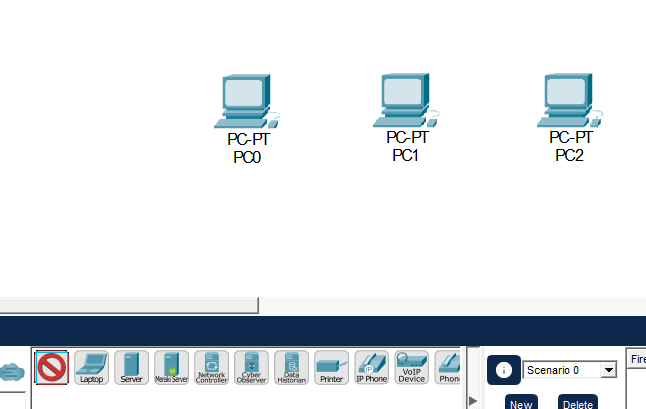 PC-PT
PC0
PC-PT
PC1
PC-PT
PC2
Laptop
Server
Meraki Server
Network
Controller
Cyber
Observer
Data
Historian
Printer
IP
IP Phone
VoIP
Device
Phone
i
Scenario 0
Fire
New
Delete